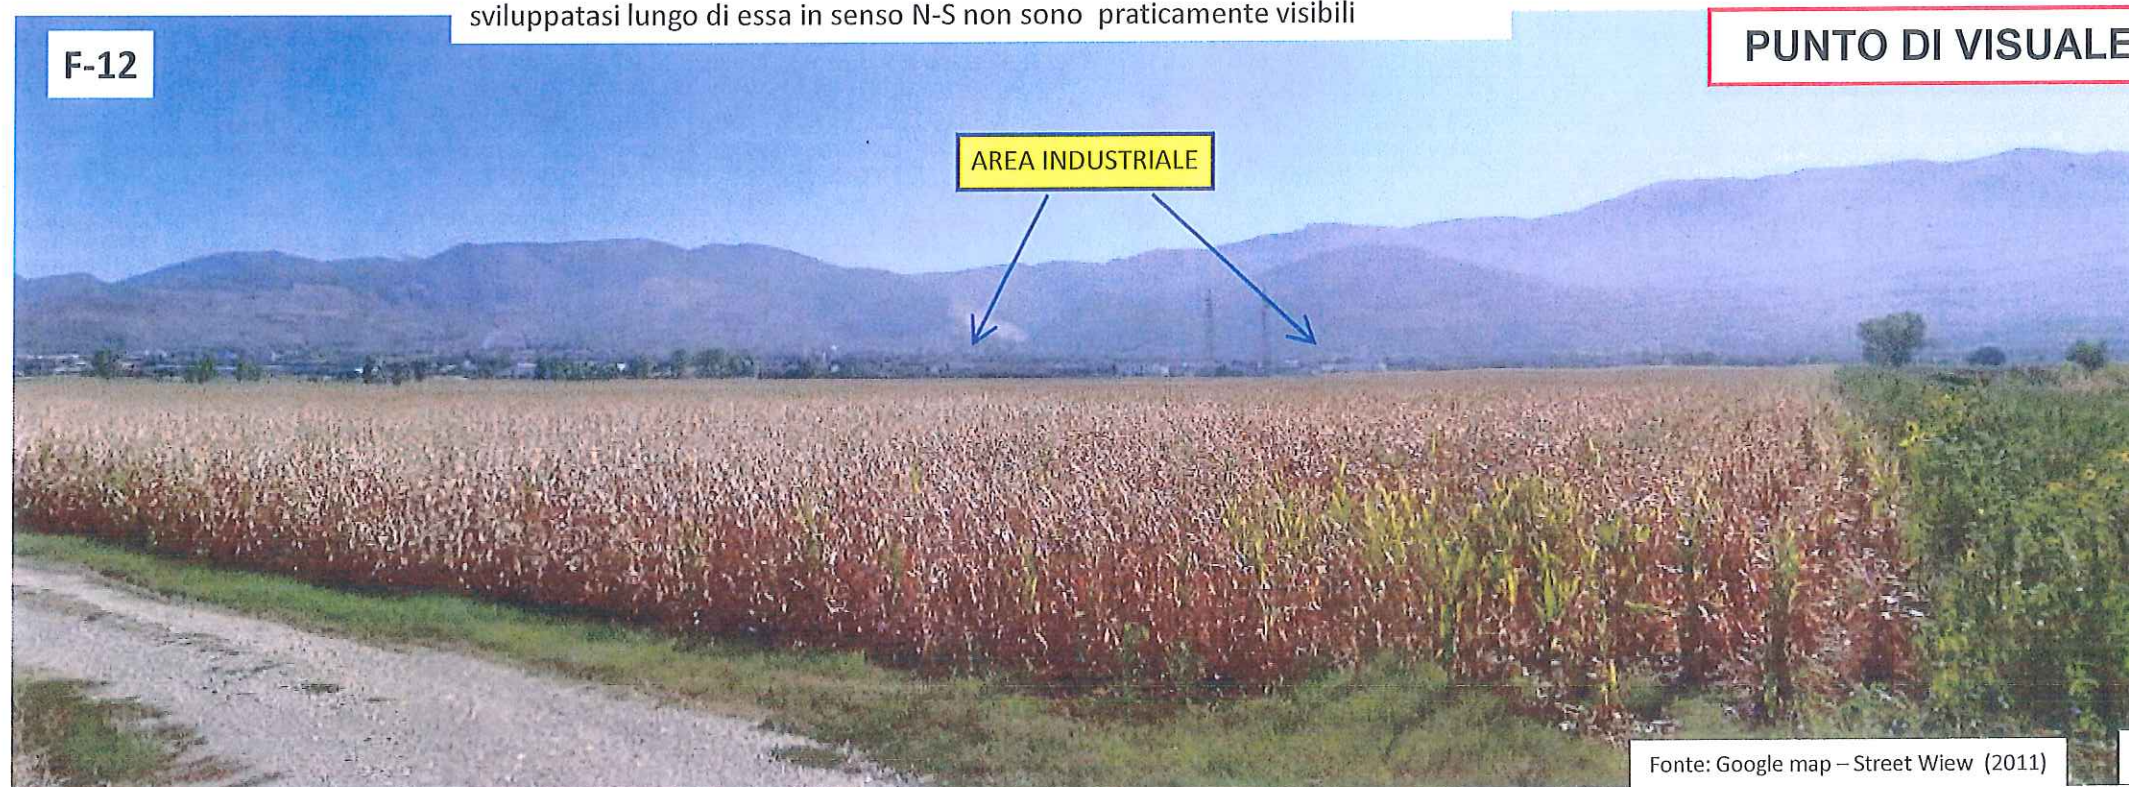 sviluppatasi lungo di essa in senso N-S non sono praticamente visibili
F-12
PUNTO DI VISUALE
AREA INDUSTRIALE
Fonte: Google map – Street Wiew (2011)